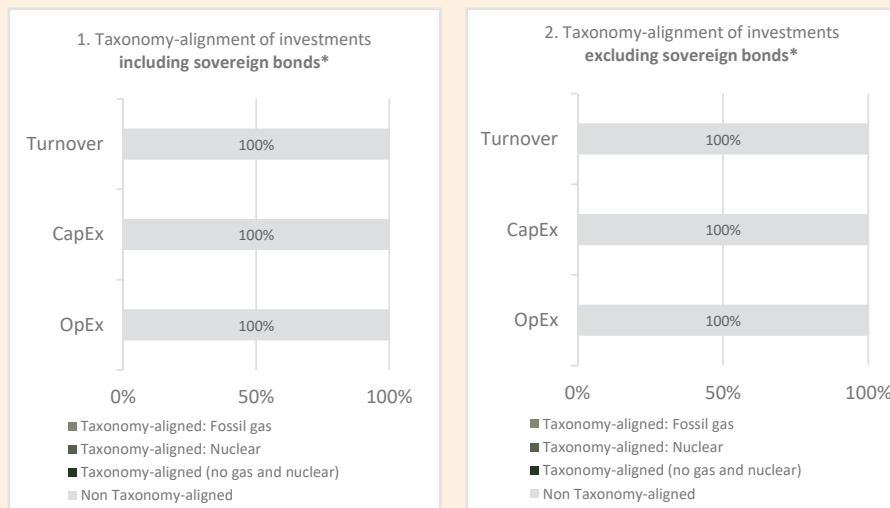 1. Taxonomy-alignment of investments
including sovereign bonds*
Turnover
100%
CapEx
100%
OpEx
100%
0%
50%
100%
Taxonomy-aligned: Fossil gas
Taxonomy-aligned: Nuclear
Taxonomy-aligned (no gas and nuclear)
Non Taxonomy-aligned
2. Taxonomy-alignment of investments
excluding sovereign bonds*
Turnover
100%
CapEx
100%
OpEx
100%
0%
50%
100%
Taxonomy-aligned: Fossil gas
Taxonomy-aligned: Nuclear
Taxonomy-aligned (no gas and nuclear)
Non Taxonomy-aligned